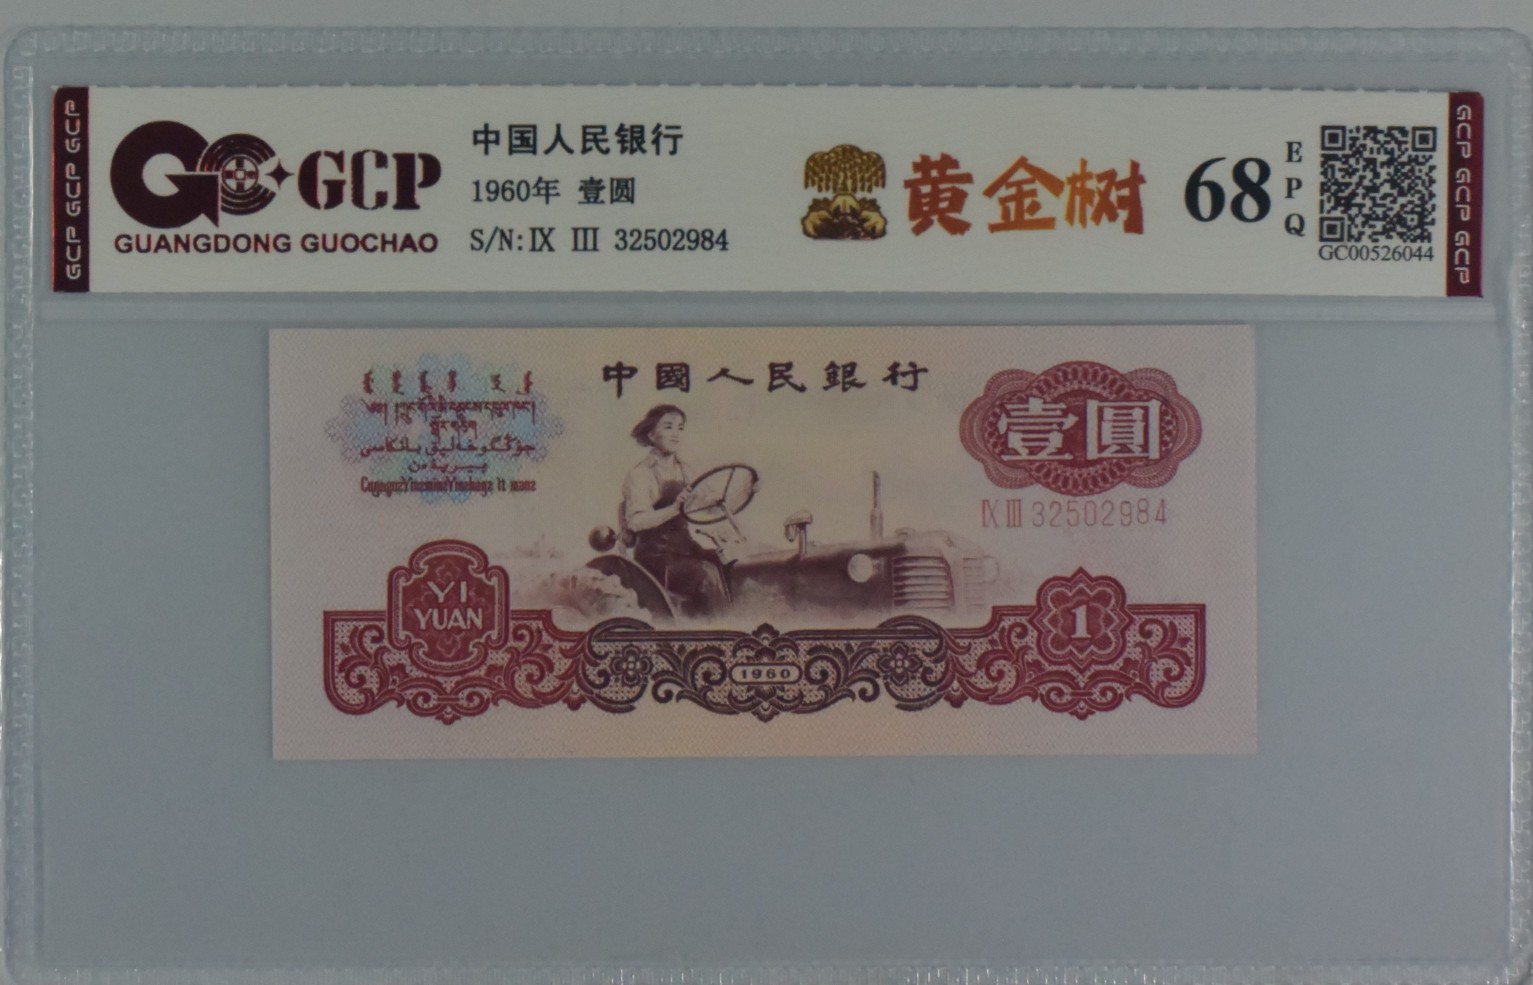 GCP GCP GCP
GCP
GUANGDONG GUOCHAO
中国人民银行
1960年 壹圆
S/N: IX III 32502984
黄金树
68
EPQ
GC00526044
GCP GCP GCP
中國人民銀行
壹圓
IX III 32502984
YI
YUAN
1960
1